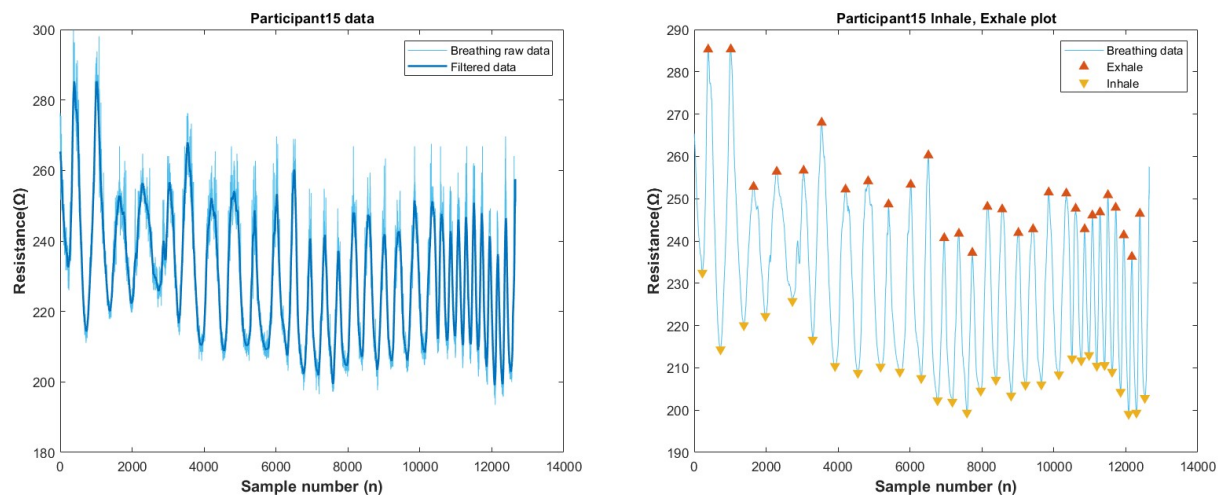 Participant15 data
Resistance(Ω)
300
280
260
240
220
200
180
Breathing raw data
Filtered data
0 2000 4000 6000 8000 10000 12000 14000
Sample number (n)
Participant15 Inhale, Exhale plot
Resistance(Ω)
290
280
270
260
250
240
230
220
210
200
190
Breathing data
Exhale
Inhale
0 2000 4000 6000 8000 10000 12000 14000
Sample number (n)